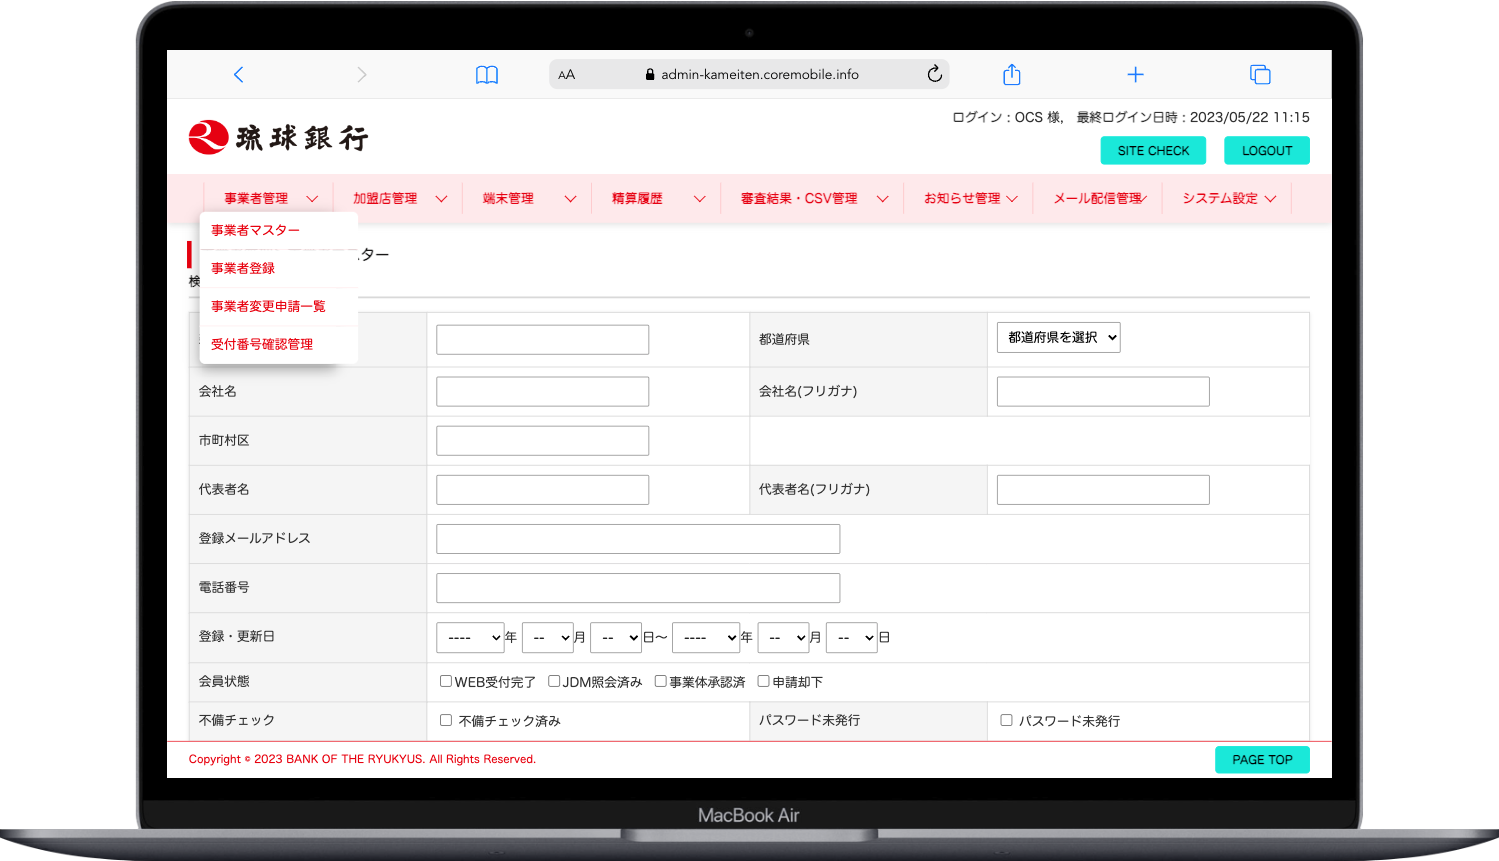 AA
admin-kameiten.coremobile.info
ログイン : OCS 様, 最終ログイン日時 : 2023/05/22 11:15
琉球銀行
SITE CHECK
LOGOUT
事業者管理
加盟店管理
端末管理
精算履歴
審査結果・CSV管理
お知らせ管理
メール配信管理
システム設定
事業者マスター
スター
事業者登録
検
事業者変更申請一覧
受付番号確認管理
都道府県
都道府県を選択
会社名
会社名(フリガナ)
市町村区
代表者名
代表者名(フリガナ)
登録メールアドレス
電話番号
登録・更新日
---- 年 -- 月 -- 日〜 ---- 年 -- 月 -- 日
会員状態
WEB受付完了 JDM照会済み 事業体承認済 申請却下
不備チェック
不備チェック済み
パスワード未発行
パスワード未発行
Copyright © 2023 BANK OF THE RYUKYUS. All Rights Reserved.
PAGE TOP
MacBook Air